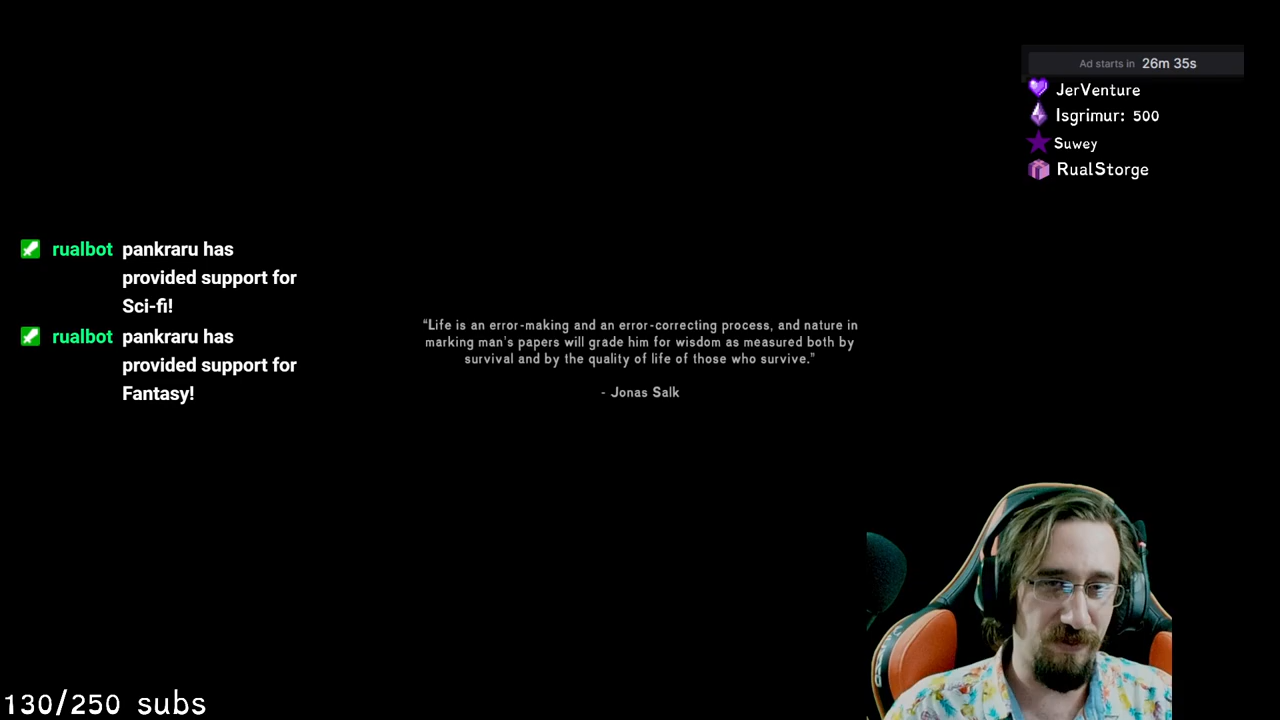 Ad starts in 26m 35s
JerVenture
Isgrimur: 500
Suwey
RualStorge
rualbot pankraru has
provided support for
Sci-fi!
rualbot pankraru has
provided support for
Fantasy!
“Life is an error-making and an error-correcting process, and nature in
marking man's papers will grade him for wisdom as measured both by
survival and by the quality of life of those who survive.”
- Jonas Salk
130/250 subs